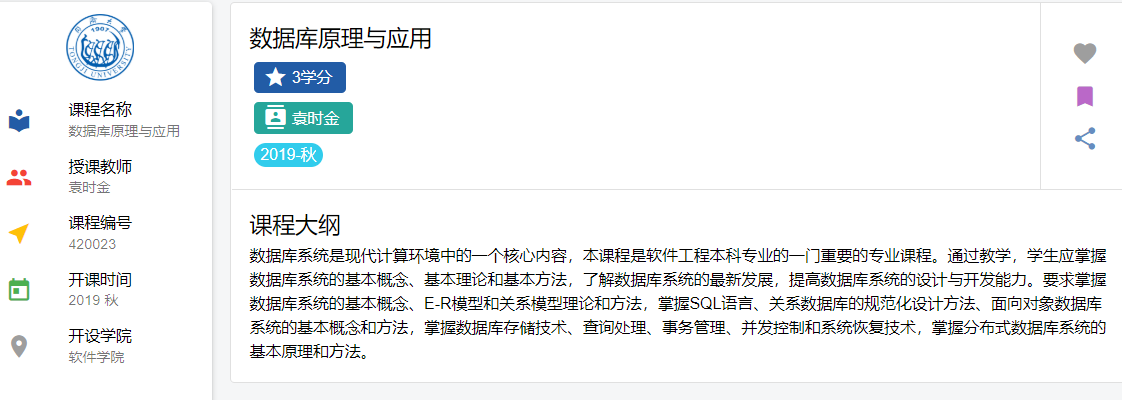 同济大学
1907
TONGJI UNIVERSITY
课程名称
数据库原理与应用
授课教师
袁时金
课程编号
420023
开课时间
2019 秋
开设学院
软件学院
数据库原理与应用
3学分
袁时金
2019-秋
课程大纲
数据库系统是现代计算环境中的一个核心内容，本课程是软件工程本科专业的一门重要的专业课程。通过教学，学生应掌握
数据库系统的基本概念、基本理论和基本方法，了解数据库系统的最新发展，提高数据库系统的设计与开发能力。要求掌握
数据库系统的基本概念、E-R模型和关系模型理论和方法，掌握SQL语言、关系数据库的规范化设计方法、面向对象数据库
系统的基本概念和方法，掌握数据库存储技术、查询处理、事务管理、并发控制和系统恢复技术，掌握分布式数据库系统的
基本原理和方法。